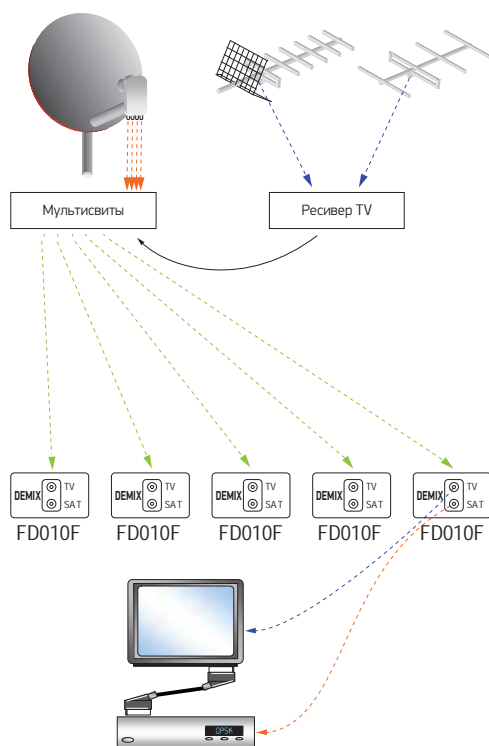 Мультисвиты
Ресивер TV
DEMIX TV SAT
DEMIX TV SAT
DEMIX TV SAT
DEMIX TV SAT
DEMIX TV SAT
FD010F
FD010F
FD010F
FD010F
FD010F
OPSK